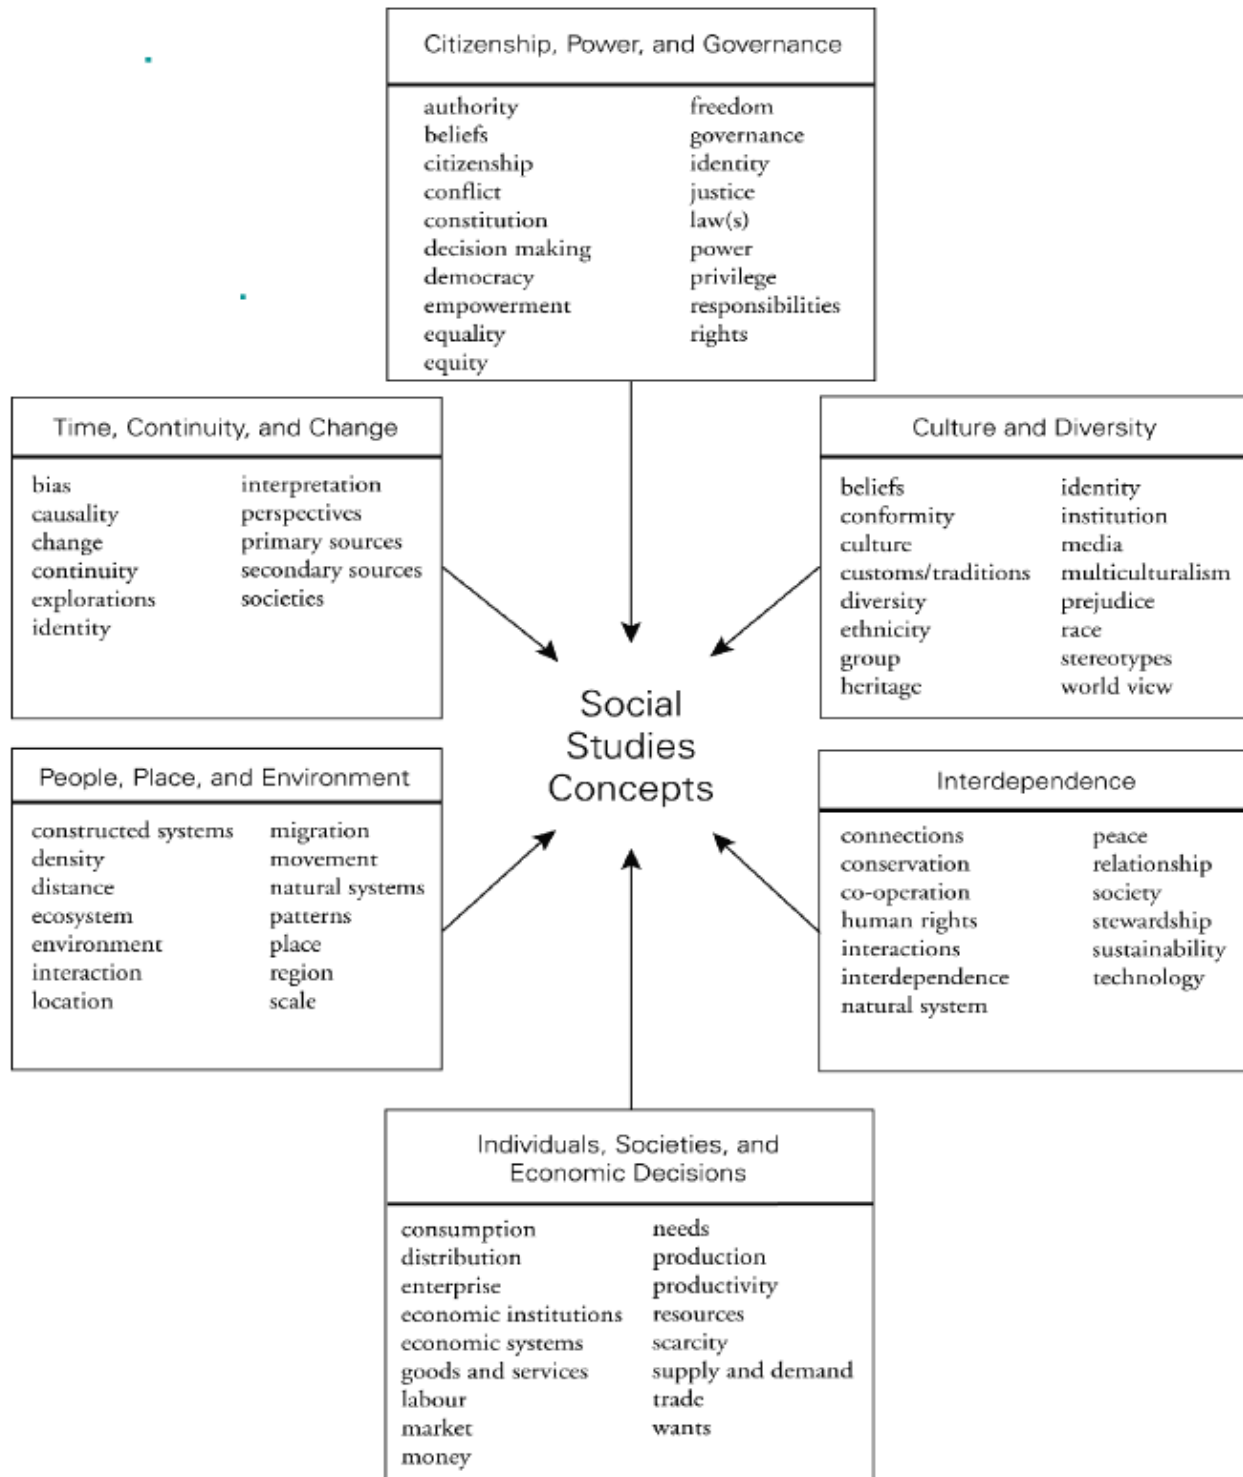 Citizenship, Power, and Governance
authority
beliefs
citizenship
conflict
constitution
decision making
democracy
empowerment
equality
equity
freedom
governance
identity
justice
law(s)
power
privilege
responsibilities
rights
Time, Continuity, and Change
bias
causality
change
continuity
explorations
identity
interpretation
perspectives
primary sources
secondary sources
societies
Culture and Diversity
beliefs
conformity
culture
customs/traditions
diversity
ethnicity
group
heritage
identity
institution
media
multiculturalism
prejudice
race
stereotypes
world view
Social
Studies
Concepts
People, Place, and Environment
constructed systems
density
distance
ecosystem
environment
interaction
location
migration
movement
natural systems
patterns
place
region
scale
Interdependence
connections
conservation
co-operation
human rights
interactions
interdependence
natural system
peace
relationship
society
stewardship
sustainability
technology
Individuals, Societies, and
Economic Decisions
consumption
distribution
enterprise
economic institutions
economic systems
goods and services
labour
market
money
needs
production
productivity
resources
scarcity
supply and demand
trade
wants